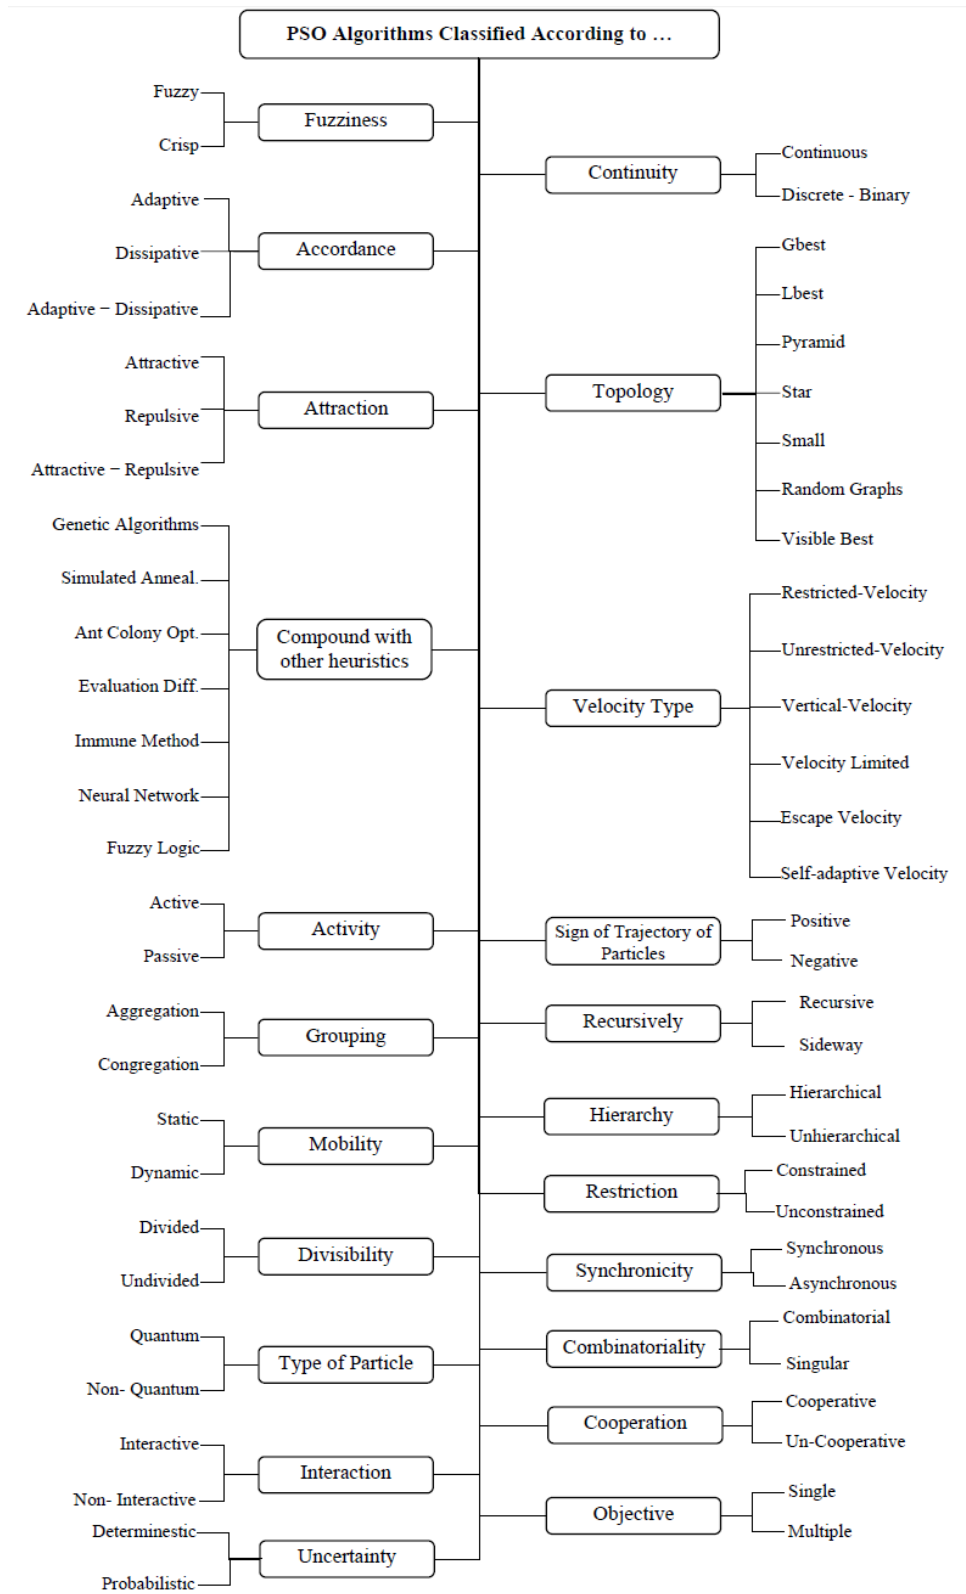 PSO Algorithms Classified According to …
Fuzzy
Crisp
Fuzziness
Adaptive
Dissipative
Adaptive − Dissipative
Accordance
Attractive
Repulsive
Attractive − Repulsive
Attraction
Genetic Algorithms
Simulated Anneal.
Ant Colony Opt.
Evaluation Diff.
Immune Method
Neural Network
Fuzzy Logic
Compound with
other heuristics
Active
Passive
Activity
Aggregation
Congregation
Grouping
Static
Dynamic
Mobility
Divided
Undivided
Divisibility
Quantum
Non- Quantum
Type of Particle
Interactive
Non- Interactive
Interaction
Determinestic
Probabilistic
Uncertainty
Continuity
Continuous
Discrete - Binary
Topology
Gbest
Lbest
Pyramid
Star
Small
Random Graphs
Visible Best
Velocity Type
Restricted-Velocity
Unrestricted-Velocity
Vertical-Velocity
Velocity Limited
Escape Velocity
Self-adaptive Velocity
Sign of Trajectory of
Particles
Positive
Negative
Recursively
Recursive
Sideway
Hierarchy
Hierarchical
Unhierarchical
Restriction
Constrained
Unconstrained
Synchronicity
Synchronous
Asynchronous
Combinatoriality
Combinatorial
Singular
Cooperation
Cooperative
Un-Cooperative
Objective
Single
Multiple